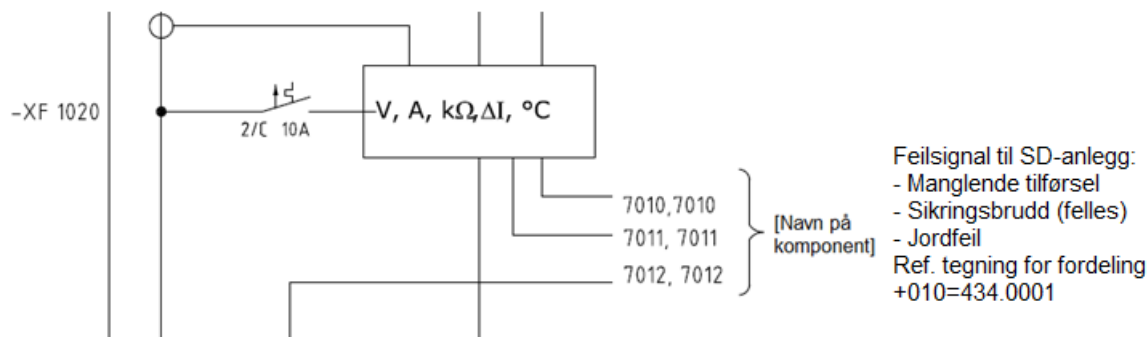 -XF 1020
2/C 10A
V, A, kΩ,ΔI, °C
7010,7010
7011, 7011
7012, 7012
[Navn på
komponent]
Feilsignal til SD-anlegg:
- Manglende tilførsel
- Sikringsbrudd (felles)
- Jordfeil
Ref. tegning for fordeling
+010=434.0001